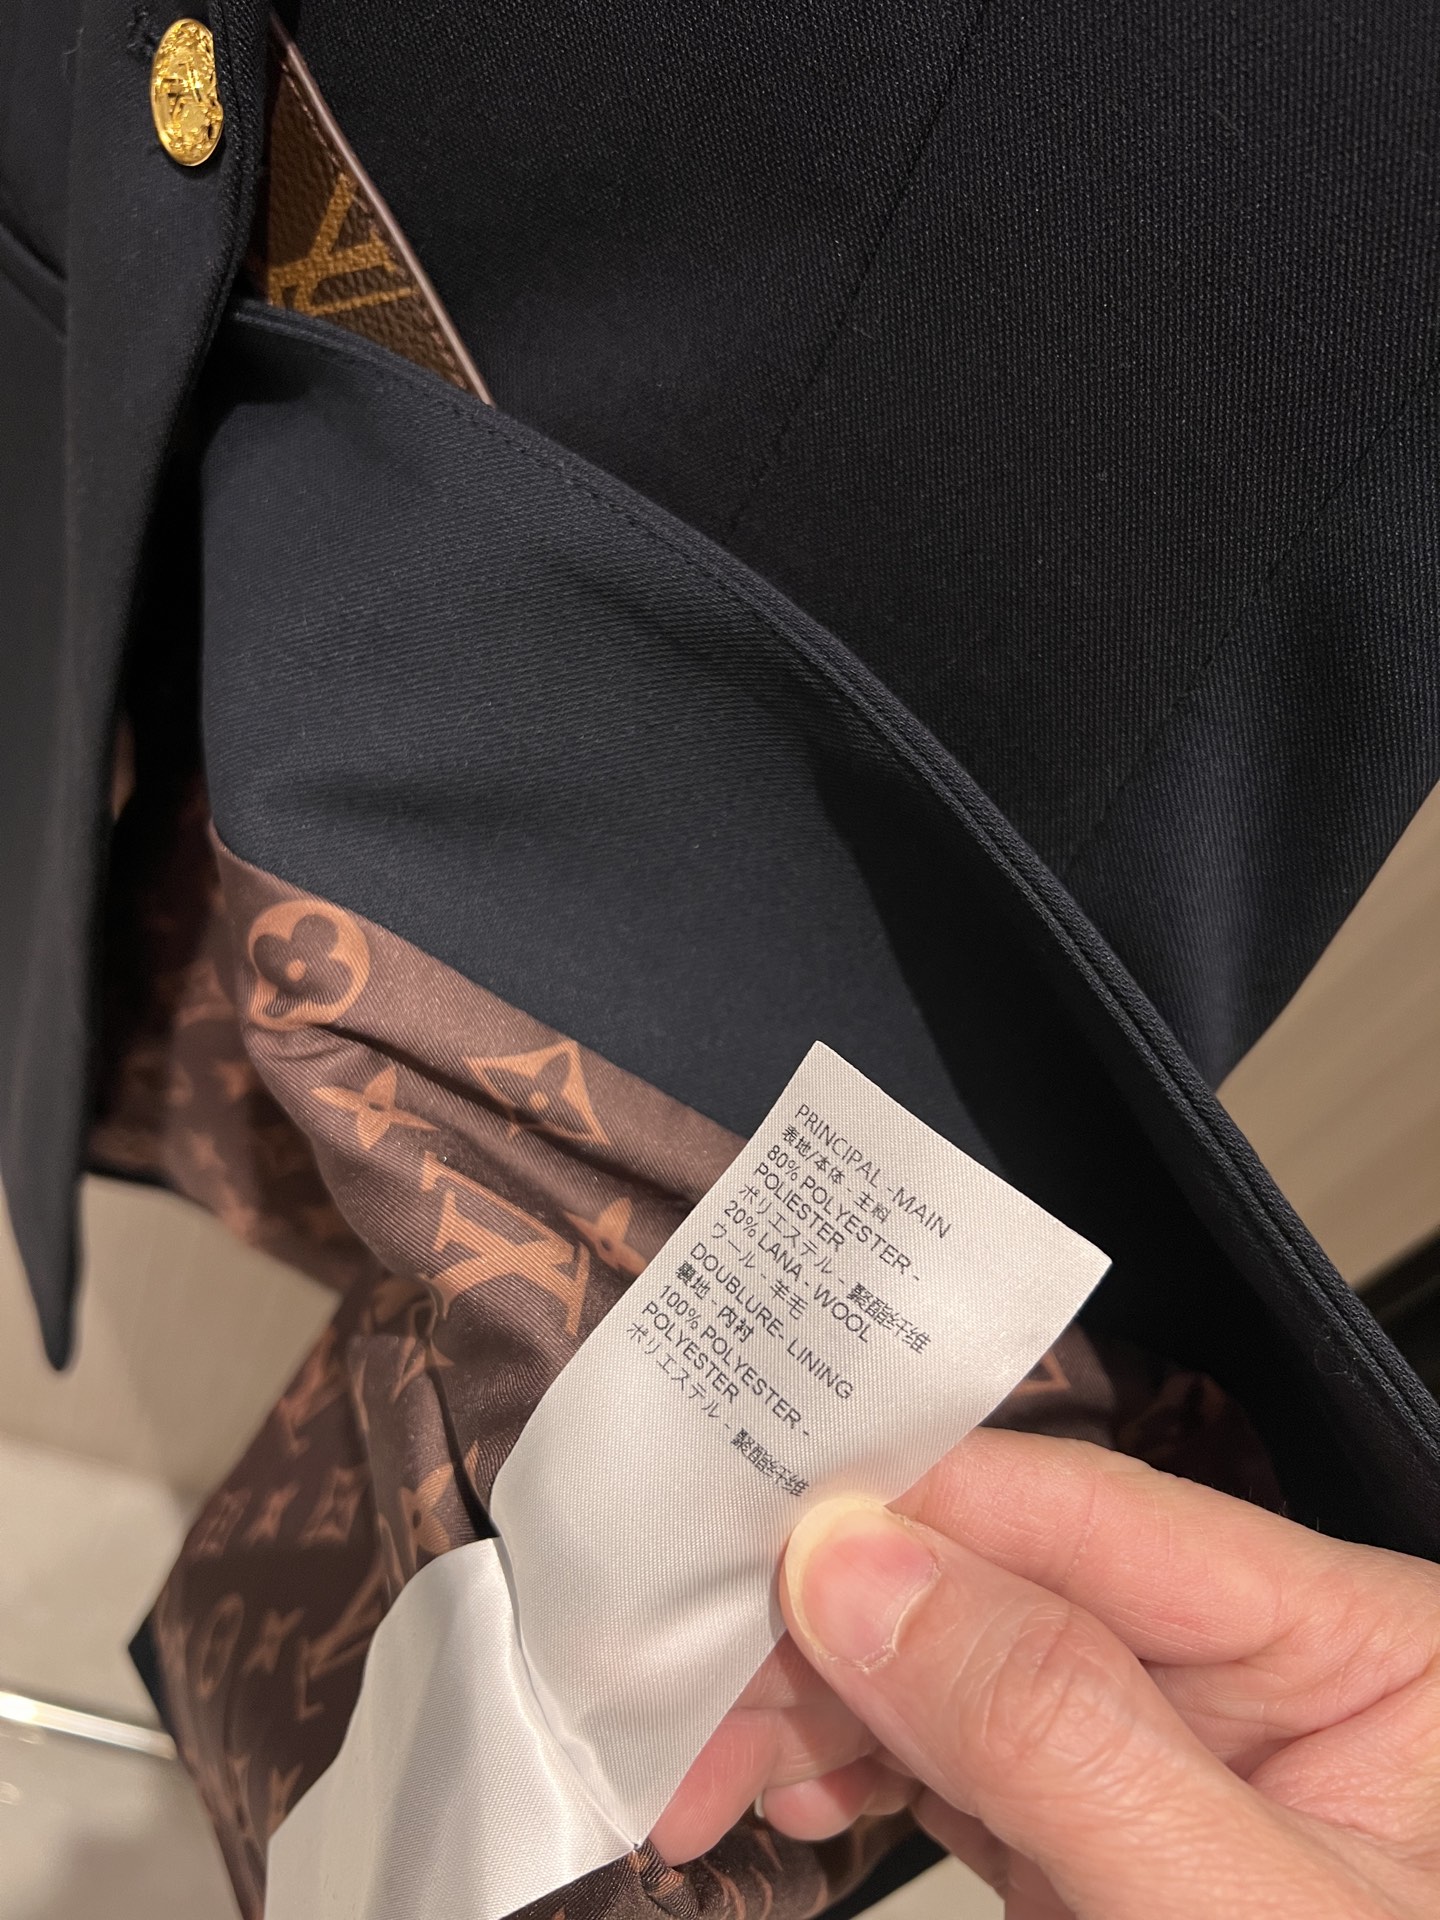 PRINCIPAL -MAIN
表地/本体 - 主料
80% POLYESTER -
POLIESTER
ポリエステル - 聚酯纤维
20% LANA - WOOL
ウール - 羊毛
DOUBLURE- LINING
裏地 - 内衬
100% POLYESTER -
POLYESTER
ポリエステル - 聚酯纤维